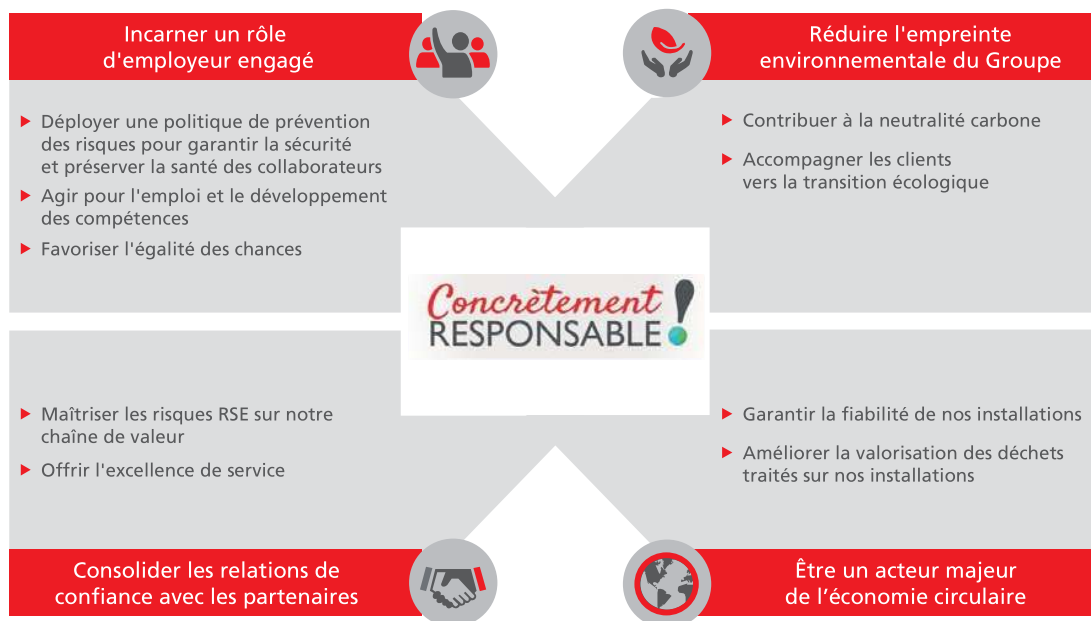 Incarner un rôle
d'employeur engagé
Déployer une politique de prévention
des risques pour garantir la sécurité
et préserver la santé des collaborateurs
Agir pour l'emploi et le développement
des compétences
Favoriser l'égalité des chances
Réduire l'empreinte
environnementale du Groupe
Contribuer à la neutralité carbone
Accompagner les clients
vers la transition écologique
Concrètement
RESPONSABLE !
Maîtriser les risques RSE sur notre
chaîne de valeur
Offrir l'excellence de service
Consolider les relations de
confiance avec les partenaires
Garantir la fiabilité de nos installations
Améliorer la valorisation des déchets
traités sur nos installations
Être un acteur majeur
de l’économie circulaire